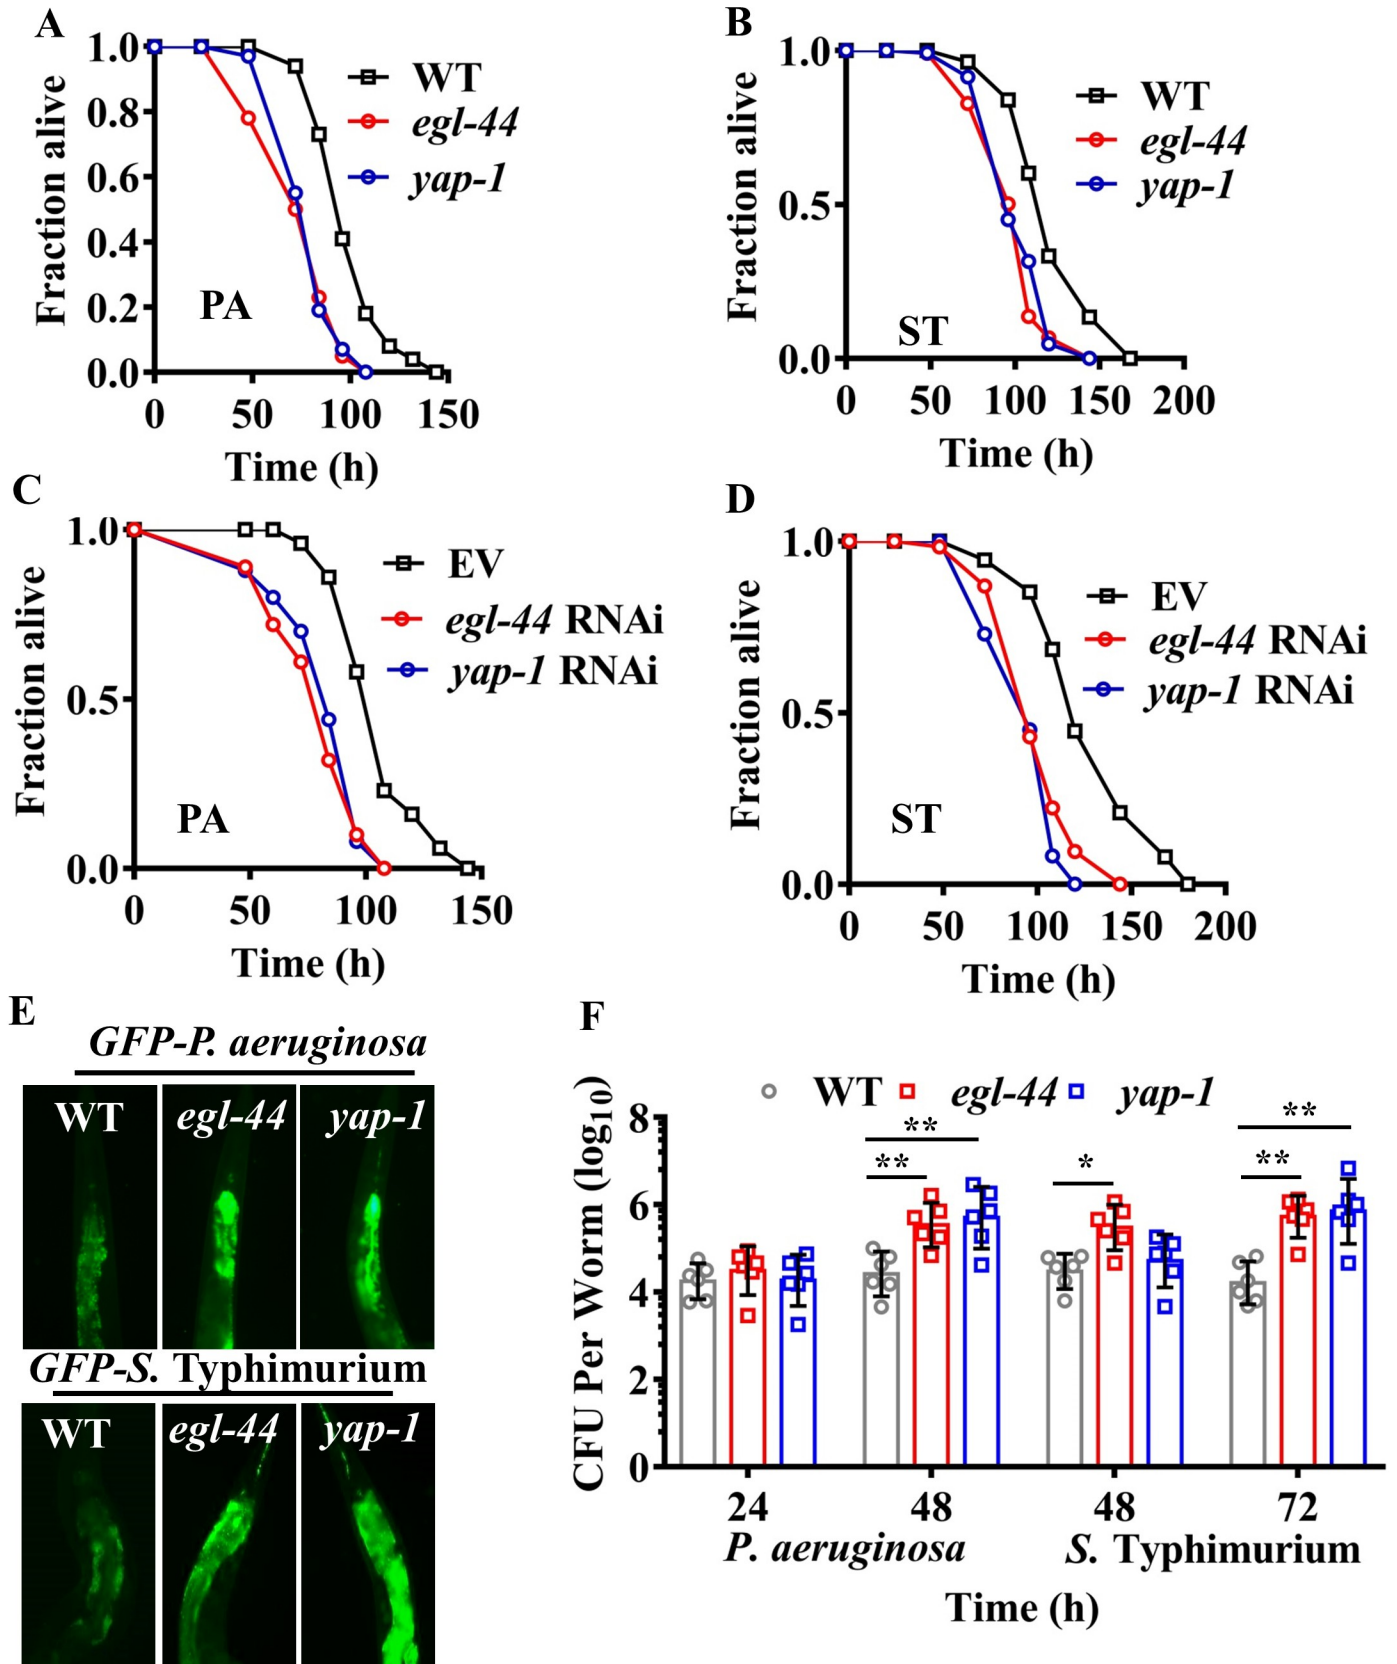 A
Fraction alive
1.0
0.8
0.6
0.4
0.2
0.0
WT
egl-44
yap-1
PA
0 50 100 150
Time (h)
B
Fraction alive
1.0
0.5
0.0
WT
egl-44
yap-1
ST
0 50 100 150 200
Time (h)
C
Fraction alive
1.0
0.5
0.0
EV
egl-44 RNAi
yap-1 RNAi
PA
0 50 100 150
Time (h)
D
Fraction alive
1.0
0.5
0.0
EV
egl-44 RNAi
yap-1 RNAi
ST
0 50 100 150 200
Time (h)
E
GFP-P. aeruginosa
WT egl-44 yap-1
GFP-S. Typhimurium
WT egl-44 yap-1
F
CFU Per Worm (log10)
WT egl-44 yap-1
8
6
4
2
0
** ** * ** **
24 48 48 72
P. aeruginosa S. Typhimurium
Time (h)